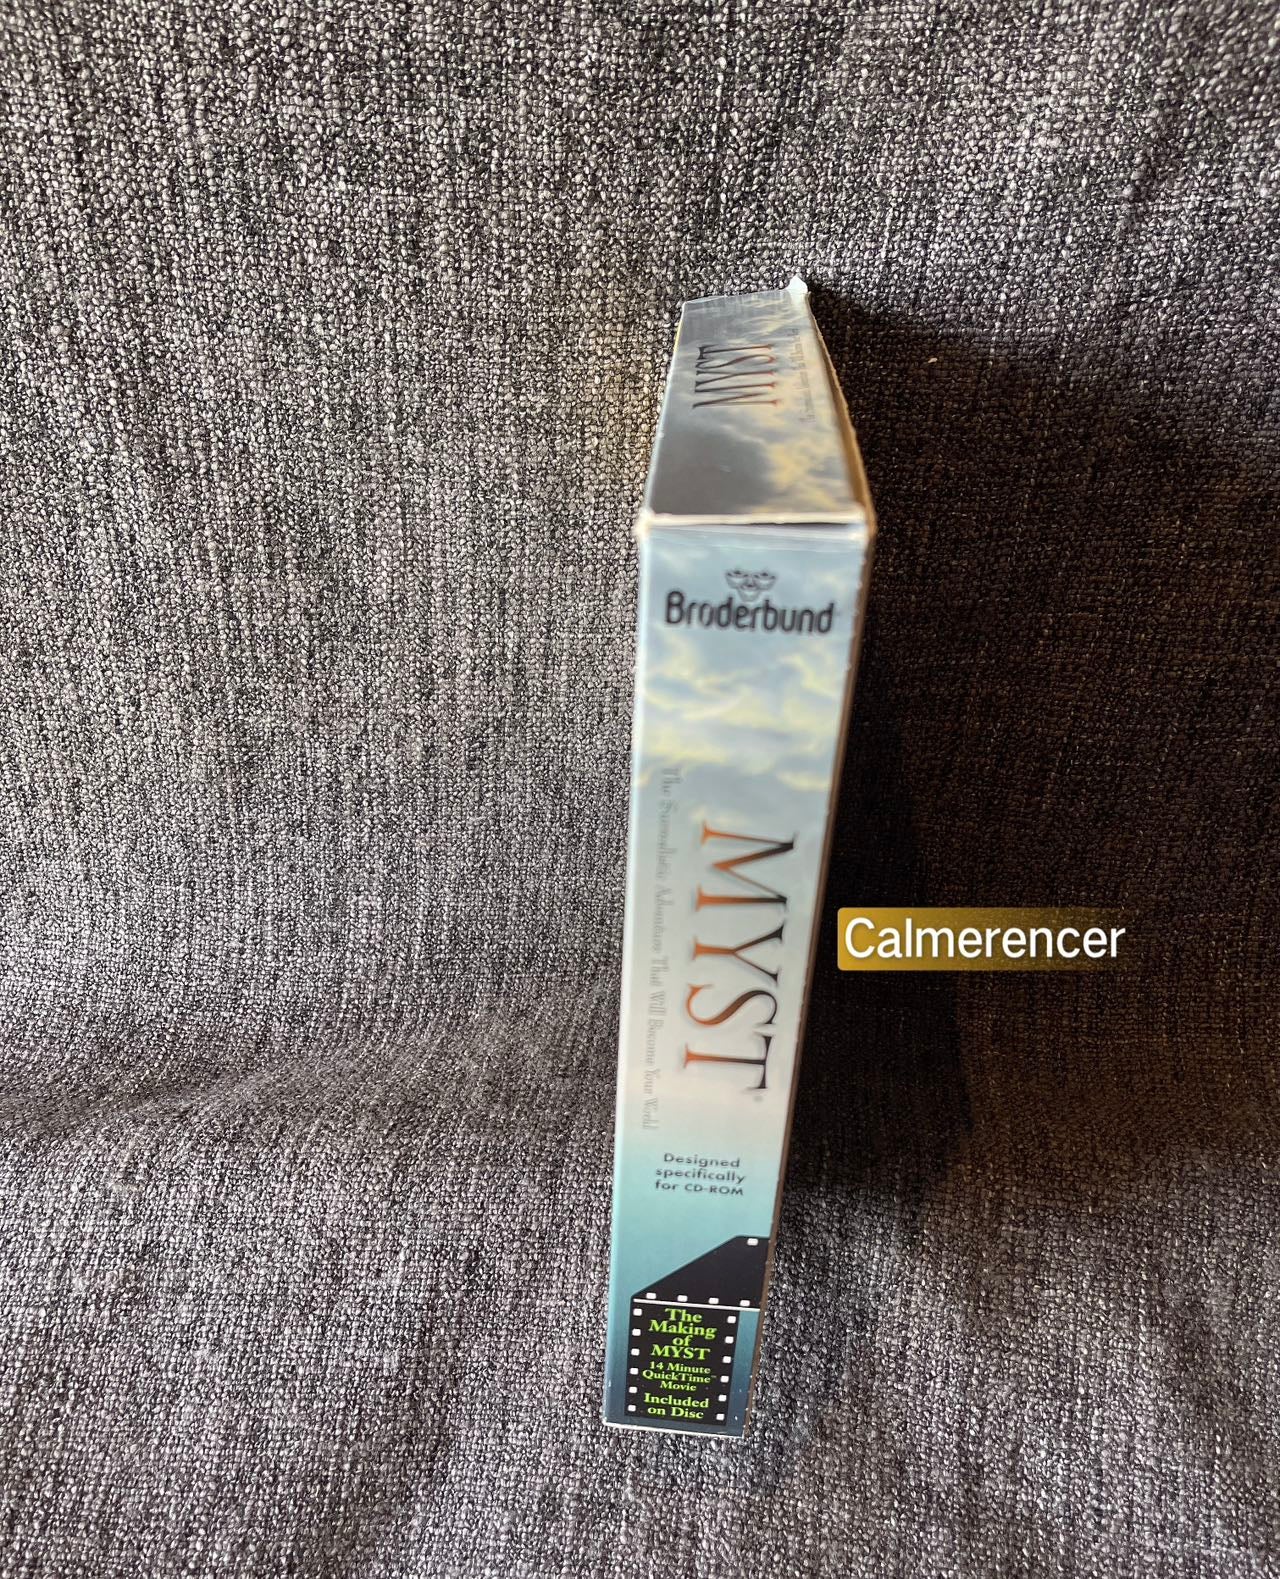 MYST
Broderbund
MYST®
The Surrealistic Adventure That Will Become Your World
Calmerencer
Designed
specifically
for CD-ROM
The
Making
of
MYST
14 Minute
QuickTime™
Movie
Included
on Disc